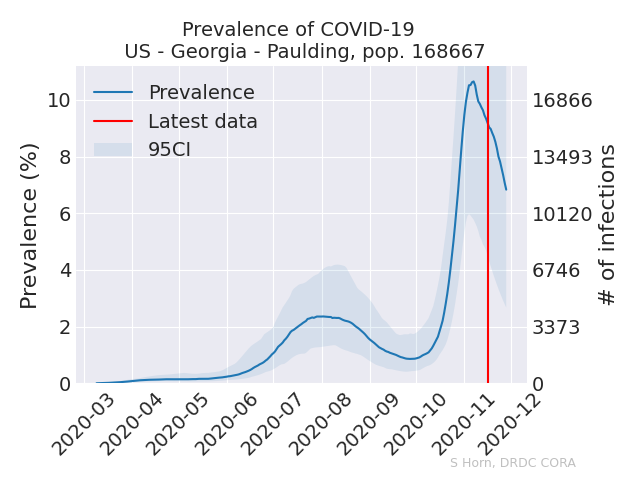 Prevalence of COVID-19
US - Georgia - Paulding, pop. 168667
Prevalence
Latest data
95CI
Prevalence (%)
10
8
6
4
2
0
16866
13493
10120
6746
3373
0
# of infections
2020-03
2020-04
2020-05
2020-06
2020-07
2020-08
2020-09
2020-10
2020-11
2020-12
S Horn, DRDC CORA